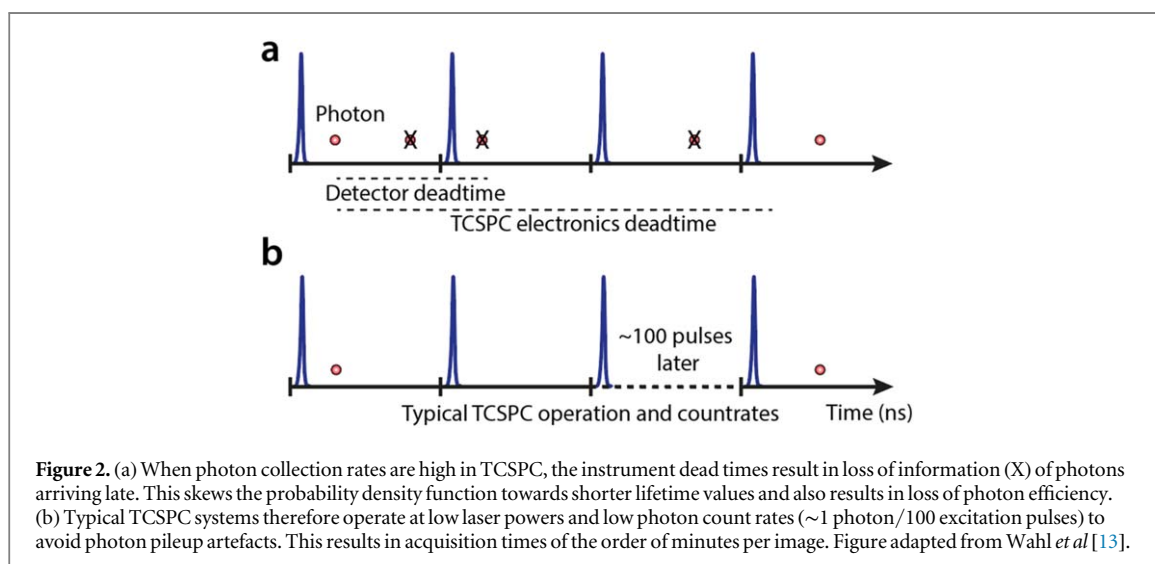 a
Photon
X X X
Detector deadtime
TCSPC electronics deadtime
b
~100 pulses
later
Typical TCSPC operation and countrates Time (ns)
Figure 2. (a) When photon collection rates are high in TCSPC, the instrument dead times result in loss of information (X) of photons
arriving late. This skews the probability density function towards shorter lifetime values and also results in loss of photon efficiency.
(b) Typical TCSPC systems therefore operate at low laser powers and low photon count rates (∼1 photon/100 excitation pulses) to
avoid photon pileup artefacts. This results in acquisition times of the order of minutes per image. Figure adapted from Wahl et al [13].